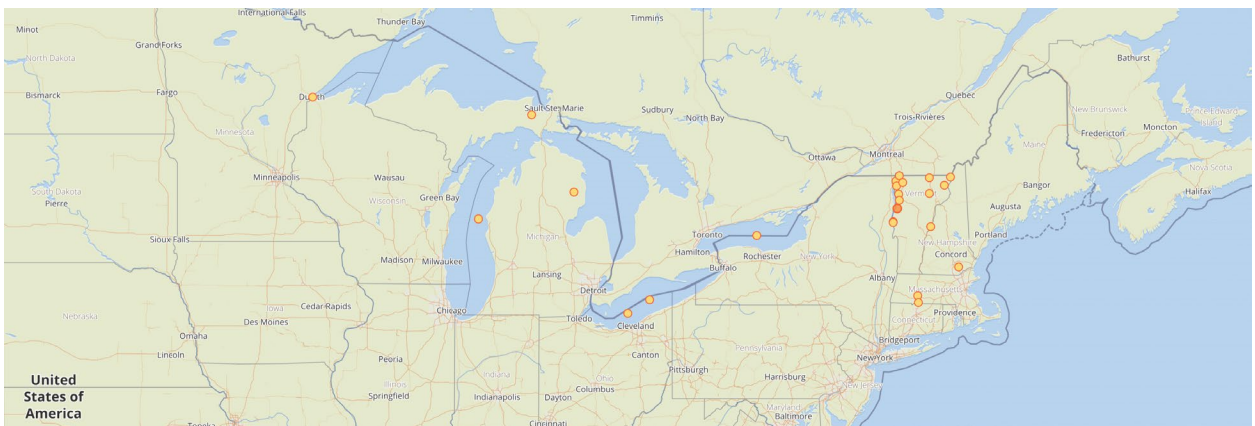 International-Falls
Timmins
Thunder Bay
Minot
Grand Forks
Bathurst
North Dakota
Bismarck
Fargo
Duluth
Quebec
Sault Ste. Marie
Sudbury
North Bay
Trois-Rivières
New Brunswick
Prince Edward
Island
Minnesota
Fredericton
Moncton
Ottawa
Montreal
Maine
Nova Scotia
Minneapolis
Wausau
Bangor
Halifax
South Dakota
Pierre
Wisconsin
Green Bay
Vermont
Augusta
Sioux Falls
Michigan
Toronto
Portland
Hamilton
Rochester
New York
New Hampshire
Concord
Madison
Milwaukee
Lansing
Buffalo
Albany
Detroit
Massachusetts
Nebraska
Iowa
Cedar Rapids
Chicago
Toledo
Cleveland
Connecticut
Providence
Des Moines
Omaha
Bridgeport
Lincoln
Peoria
Canton
Pennsylvania
New York
Pittsburgh
Harrisburg
United
States of
America
Illinois
Springfield
Indiana
Indianapolis
Ohio
Columbus
Dayton
New Jersey
Maryland
Baltimore
Topeka
Cincinnati